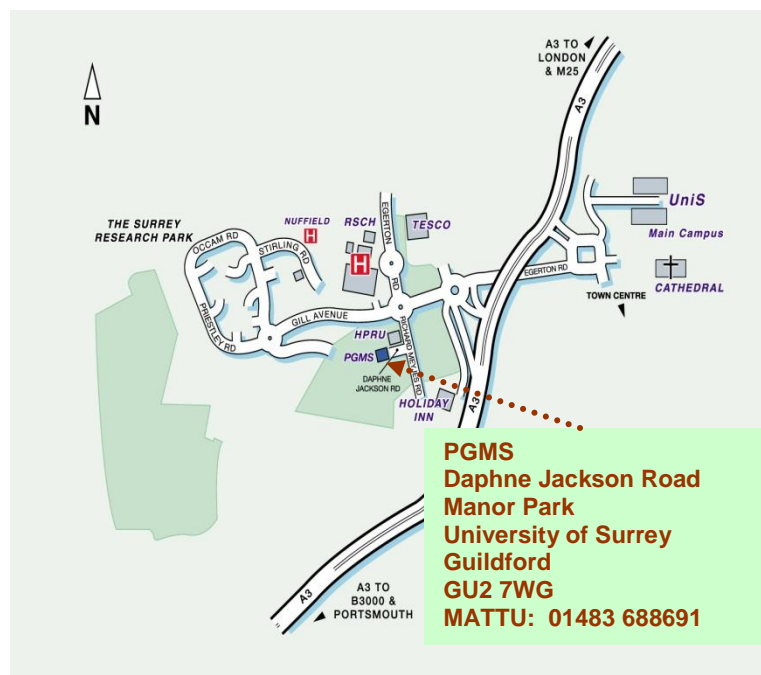 A3 TO
LONDON
& M25
A3
N
UniS
Main Campus
CATHEDRAL
TOWN CENTRE
EGERTON RD
TESCO
EGERTON
RD
RSCH
H
NUFFIELD
H
THE SURREY
RESEARCH PARK
OCCAM RD
STIRLING RD
PRIESTLEY RD
GILL AVENUE
HPRU
PGMS
RICHARD MEYJES RD
DAPHNE
JACKSON RD
HOLIDAY
INN
A3
PGMS
Daphne Jackson Road
Manor Park
University of Surrey
Guildford
GU2 7WG
MATTU: 01483 688691
A3
A3 TO
B3000 &
PORTSMOUTH